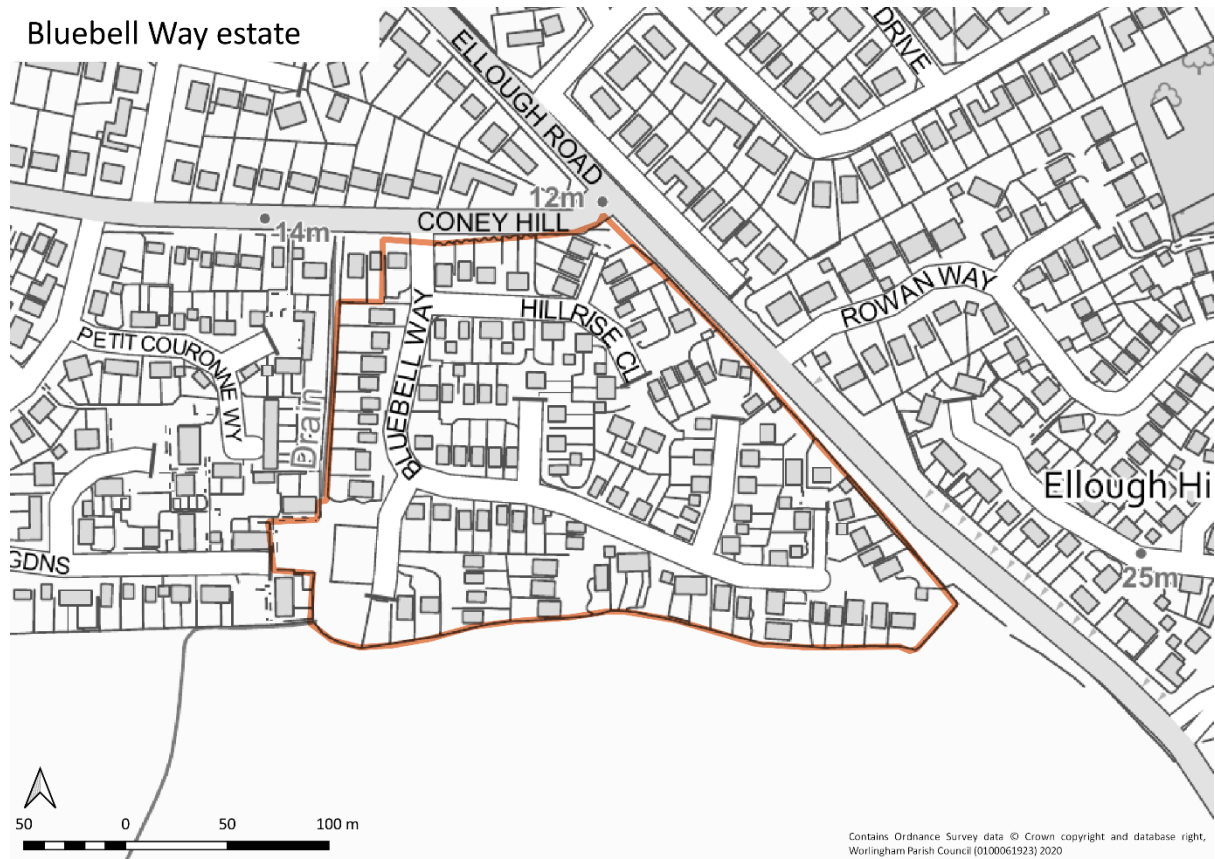 Bluebell Way estate
ELLOUGH ROAD
DRIVE
12m
CONEY HILL
14m
ROWAN WAY
HILLRISE CL
PETIT COURONNE WY
BLUEBELL WAY
Drain
Ellough Hi
GDNS
25m
50 0 50 100 m
Contains Ordnance Survey data © Crown copyright and database right,
Worlingham Parish Council (0100061923) 2020